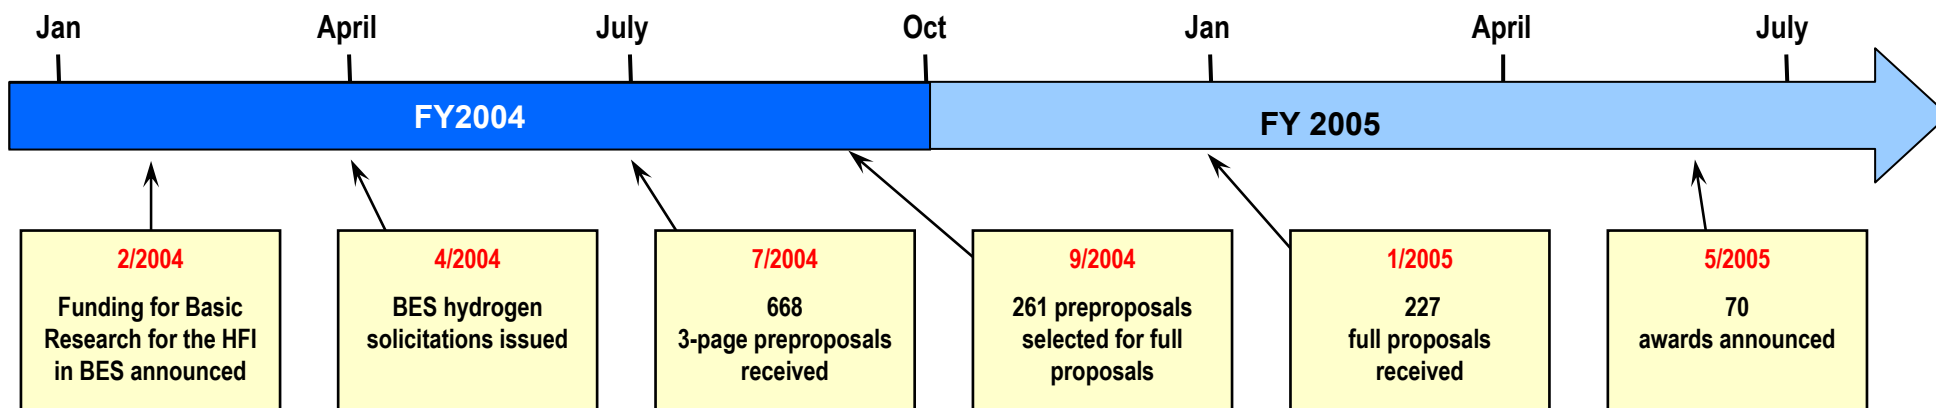 Jan
April
July
Oct
Jan
April
July
FY2004
FY 2005
2/2004
Funding for Basic
Research for the HFI
in BES announced
4/2004
BES hydrogen
solicitations issued
7/2004
668
3-page preproposals
received
9/2004
261 preproposals
selected for full
proposals
1/2005
227
full proposals
received
5/2005
70
awards announced